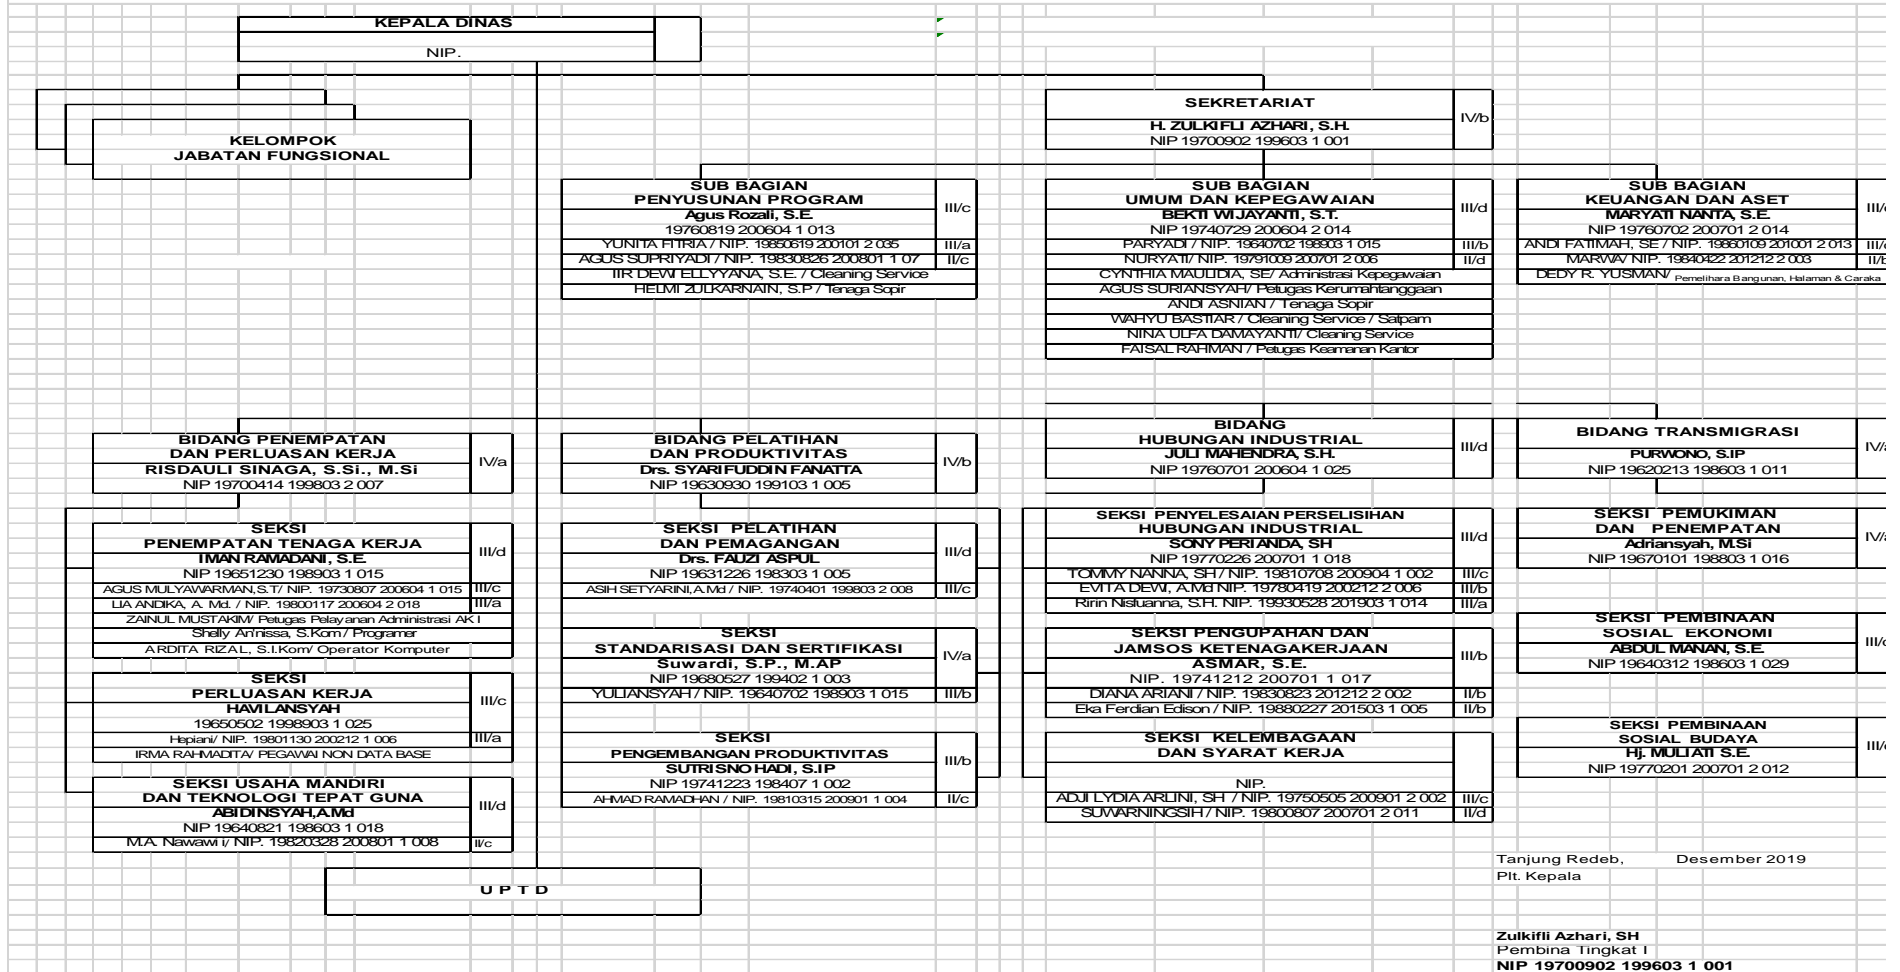 KEPALA DINAS
NIP.
SEKRETARIAT
H. ZULKIFLI AZHARI, S.H.
NIP 19700902 199603 1 001
IV/b
KELOMPOK
JABATAN FUNGSIONAL
SUB BAGIAN
PENYUSUNAN PROGRAM
Agus Rozali, S.E.
19760819 200604 1 013
III/c
YUNITA FITRIA / NIP. 19850619 200101 2 035 III/a
AGUS SUPRIYADI / NIP. 19830826 200801 1 07 II/c
IIR DEWI ELLYYANA, S.E. / Cleaning Service
HELMI ZULKARNAIN, S.P / Tenaga Sopir
SUB BAGIAN
UMUM DAN KEPEGAWAIAN
BEKTI WIJAYANTI, S.T.
NIP 19740729 200604 2 014
III/d
PARYADI / NIP. 19640702 198903 1 015 III/b
NURYATI/ NIP. 19791009 200701 2 006 II/d
CYNTHIA MAULIDIA, SE/ Administrasi Kepegawaian
AGUS SURIANSYAH/ Petugas Kerumahtanggaan
ANDI ASNIAN / Tenaga Sopir
WAHYU BASTIAR / Cleaning Service / Satpam
NINA ULFA DAMAYANTI/ Cleaning Service
FAISAL RAHMAN / Petugas Keamanan Kantor
SUB BAGIAN
KEUANGAN DAN ASET
MARYATI NANTA, S.E.
NIP 19760702 200701 2 014
ANDI FATIMAH, SE / NIP. 19860109 201001 2 013
MARWA/ NIP. 19840422 201212 2 003 II/b
DEDY R. YUSMAN/ Pemelihara Bangunan, Halaman & Caraka
BIDANG PENEMPATAN
DAN PERLUASAN KERJA
RISDAULI SINAGA, S.Si., M.Si
NIP 19700414 199803 2 007
IV/a
BIDANG PELATIHAN
DAN PRODUKTIVITAS
Drs. SYARIFUDDIN FANATTA
NIP 19630930 199103 1 005
IV/b
BIDANG
HUBUNGAN INDUSTRIAL
JULI MAHENDRA, S.H.
NIP 19760701 200604 1 025
III/d
BIDANG TRANSMIGRASI
PURWONO, S.IP
NIP 19620213 198603 1 011
IV/a
SEKSI
PENEMPATAN TENAGA KERJA
IMAN RAMADANI, S.E.
NIP 19651230 198903 1 015
III/d
AGUS MULYAWARMAN,S.T/ NIP. 19730807 200604 1 015 III/c
LIA ANDIKA, A. Md. / NIP. 19800117 200604 2 018 III/a
ZAINUL MUSTAKIM/ Petugas Pelayanan Administrasi AK I
Shelly An'nissa, S.Kom / Programer
ARDITA RIZAL, S.I.Kom/ Operator Komputer
SEKSI
PERLUASAN KERJA
HAVILANSYAH
19650502 1998903 1 025
III/c
Hepiani/ NIP. 19801130 200212 1 006 III/a
IRMA RAHMADITA/ PEGAWAI NON DATA BASE
SEKSI USAHA MANDIRI
DAN TEKNOLOGI TEPAT GUNA
ABIDINSYAH,A.Md
NIP 19640821 198603 1 018
III/d
M.A. Nawawi i/ NIP. 19820328 200801 1 008 II/c
SEKSI PELATIHAN
DAN PEMAGANGAN
Drs. FAUZI ASPUL
NIP 19631226 198303 1 005
III/d
ASIH SETYARINI,A.Md / NIP. 19740401 199803 2 008 III/c
SEKSI
STANDARISASI DAN SERTIFIKASI
Suwardi, S.P., M.AP
NIP 19680527 199402 1 003
IV/a
YULIANSYAH / NIP. 19640702 198903 1 015 III/b
SEKSI
PENGEMBANGAN PRODUKTIVITAS
SUTRISNO HADI, S.IP
NIP 19741223 198407 1 002
III/b
AHMAD RAMADHAN / NIP. 19810315 200901 1 004 II/c
SEKSI PENYELESAIAN PERSELISIHAN
HUBUNGAN INDUSTRIAL
SONY PERIANDA, SH
NIP 19770226 200701 1 018
III/d
TOMMY NANNA, SH / NIP. 19810708 200904 1 002 III/c
EVITA DEWI, A.Md NIP. 19780419 200212 2 006 III/b
Ririn Nisfuanna, S.H. NIP. 19930528 201903 1 014 III/a
SEKSI PENGUPAHAN DAN
JAMSOS KETENAGAKERJAAN
ASMAR, S.E.
NIP. 19741212 200701 1 017
III/b
DIANA ARIANI / NIP. 19830823 201212 2 002 II/b
Eka Ferdian Edison / NIP. 19880227 201503 1 005 II/b
SEKSI KELEMBAGAAN
DAN SYARAT KERJA
NIP.
ADJI LYDIA ARLINI, SH / NIP. 19750505 200901 2 002 III/c
SUWARNINGSIH / NIP. 19800807 200701 2 011 II/d
SEKSI PEMUKIMAN
DAN PENEMPATAN
Adriansyah, M.Si
NIP 19670101 198803 1 016
IV/a
SEKSI PEMBINAAN
SOSIAL EKONOMI
ABDUL MANAN, S.E.
NIP 19640312 198603 1 029
SEKSI PEMBINAAN
SOSIAL BUDAYA
Hj. MULIATI S.E.
NIP 19770201 200701 2 012
U P T D
Tanjung Redeb, Desember 2019
Plt. Kepala
Zulkifli Azhari, SH
Pembina Tingkat I
NIP 19700902 199603 1 001